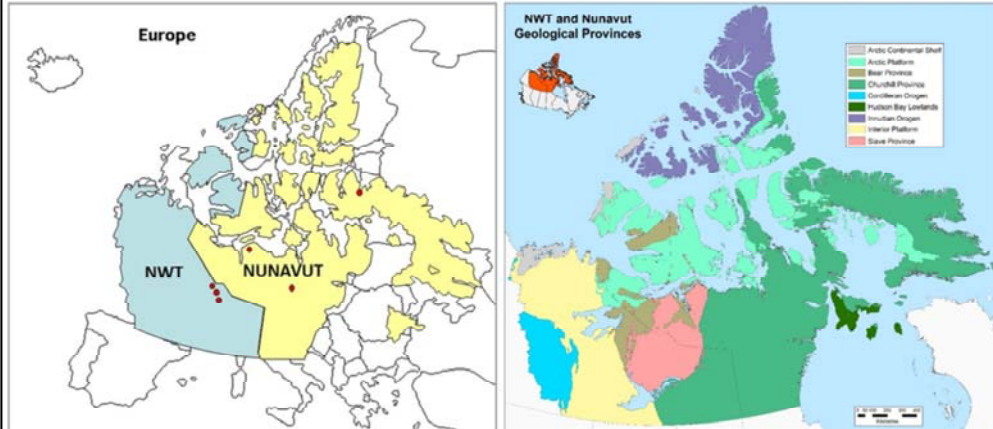 Europe
NWT
NUNAVUT
NWT and Nunavut
Geological Provinces
Arctic Continental Shelf
Arctic Platform
Bear Province
Churchill Province
Cordilleran Orogen
Hudson Bay Lowlands
Innuitian Orogen
Interior Platform
Slave Province